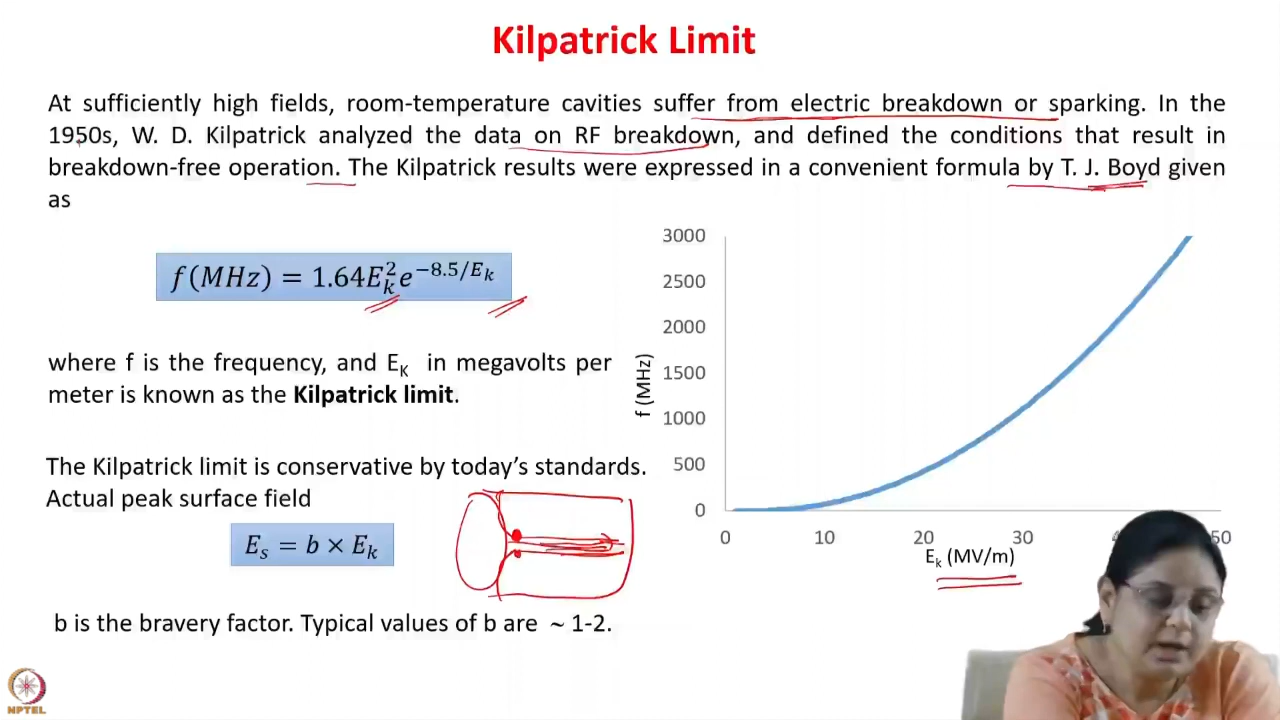 Kilpatrick Limit
At sufficiently high fields, room-temperature cavities suffer from electric breakdown or sparking. In the
1950s, W. D. Kilpatrick analyzed the data on RF breakdown, and defined the conditions that result in
breakdown-free operation. The Kilpatrick results were expressed in a convenient formula by T. J. Boyd given
as
f(MHz) = 1.64E_k^2 e^{-8.5/E_k}
where f is the frequency, and E_K in megavolts per
meter is known as the Kilpatrick limit.
The Kilpatrick limit is conservative by today's standards.
Actual peak surface field
E_s = b × E_k
b is the bravery factor. Typical values of b are ~ 1-2.
3000
2500
2000
1500
1000
500
0
f (MHz)
0 10 20 30 50
E_k (MV/m)
NPTEL